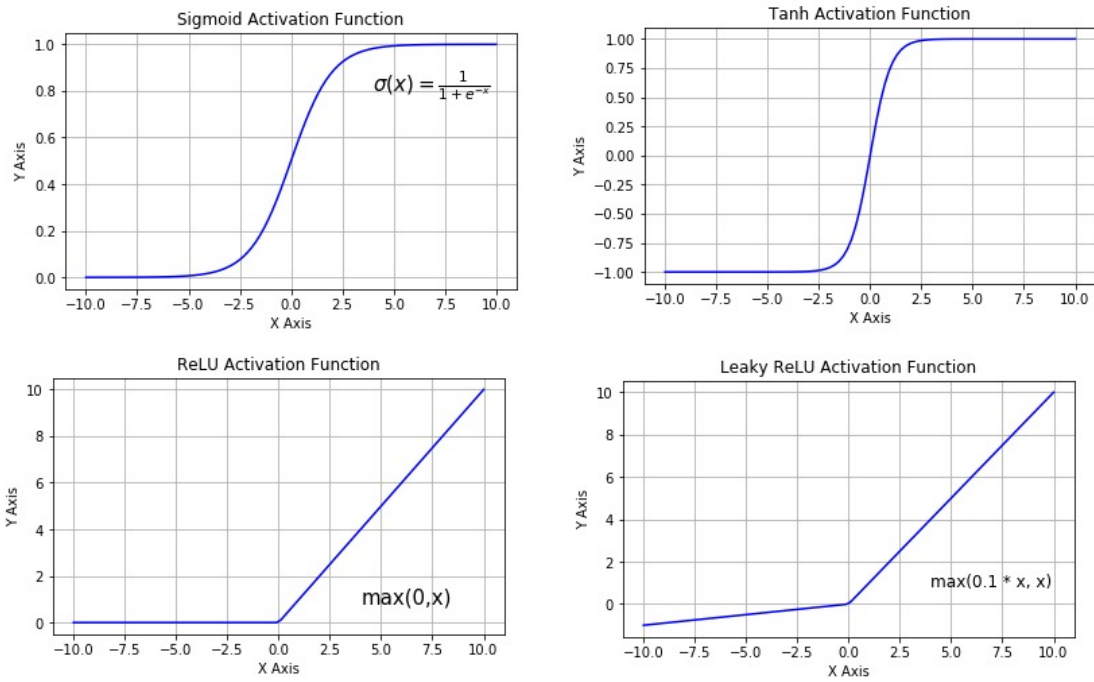 Sigmoid Activation Function
1.0
0.8
0.6
0.4
0.2
0.0
Y Axis
σ(x) = 1 / (1 + e^{-x})
−10.0 −7.5 −5.0 −2.5 0.0 2.5 5.0 7.5 10.0
X Axis
Tanh Activation Function
1.00
0.75
0.50
0.25
0.00
−0.25
−0.50
−0.75
−1.00
Y Axis
−10.0 −7.5 −5.0 −2.5 0.0 2.5 5.0 7.5 10.0
X Axis
ReLU Activation Function
10
8
6
4
2
0
Y Axis
max(0,x)
−10.0 −7.5 −5.0 −2.5 0.0 2.5 5.0 7.5 10.0
X Axis
Leaky ReLU Activation Function
10
8
6
4
2
0
Y Axis
max(0.1 * x, x)
−10.0 −7.5 −5.0 −2.5 0.0 2.5 5.0 7.5 10.0
X Axis